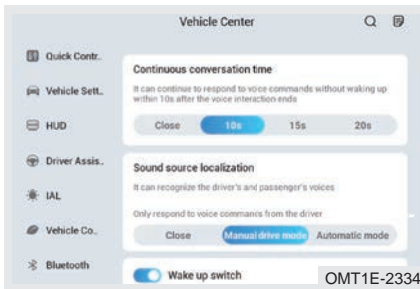 Vehicle Center
Quick Contr..
Vehicle Sett..
HUD
Driver Assis..
IAL
Vehicle Co..
Bluetooth
Continuous conversation time
It can continue to respond to voice commands without waking up
within 10s after the voice interaction ends
Close 10s 15s 20s
Sound source localization
It can recognize the driver's and passenger's voices
Only respond to voice commands from the driver
Close Manual drive mode Automatic mode
Wake up switch
OMT1E-2334